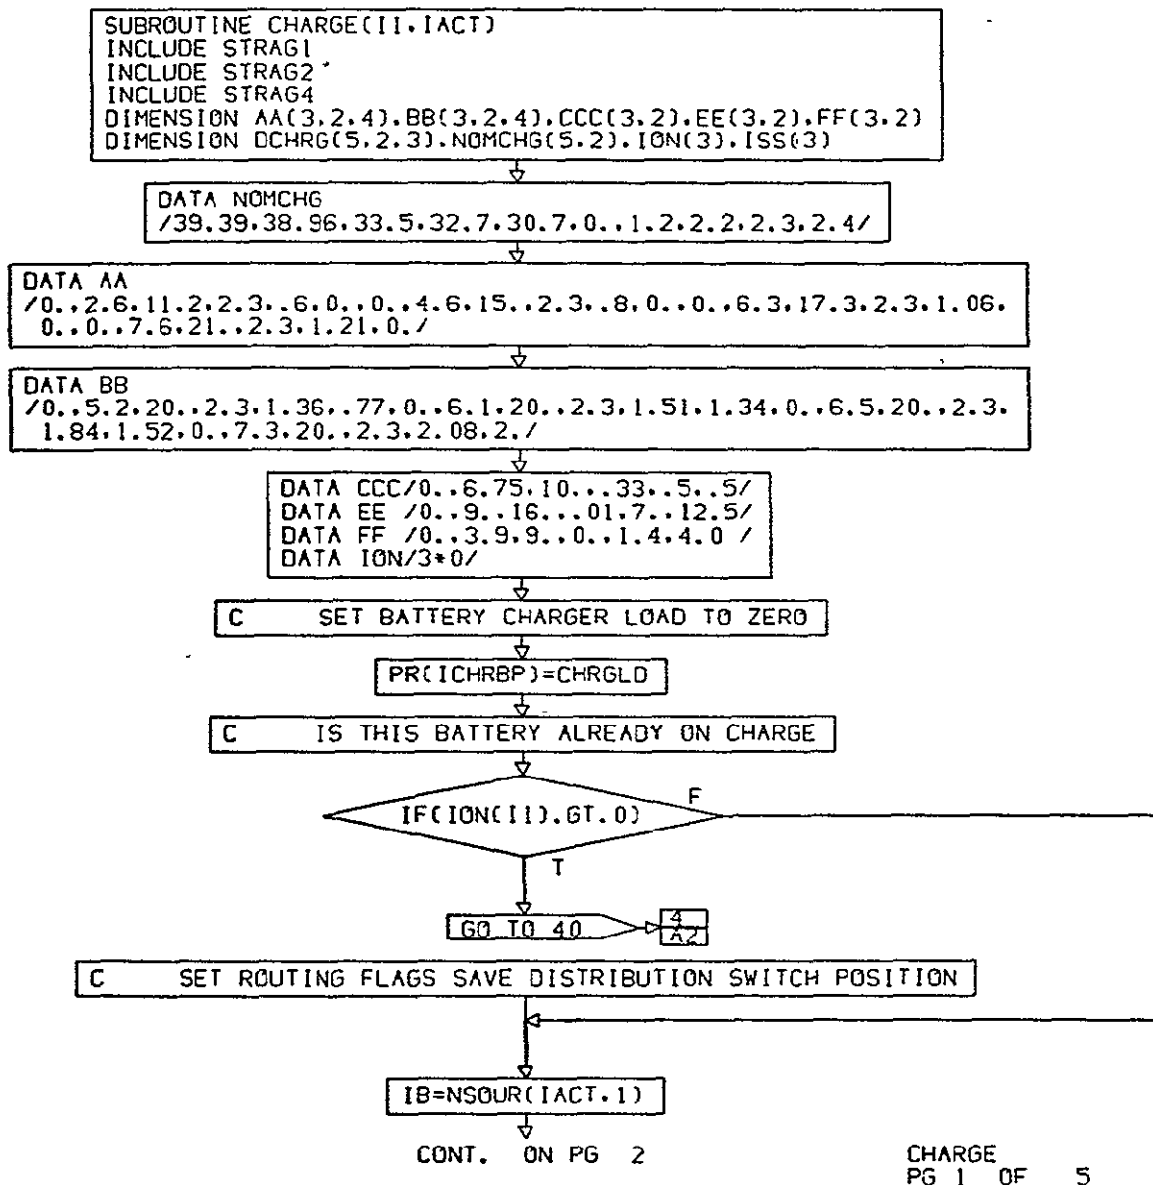 SUBROUTINE CHARGE(II,IACT)
INCLUDE STRAG1
INCLUDE STRAG2
INCLUDE STRAG4
DIMENSION AA(3,2,4),BB(3,2,4),CCC(3,2),EE(3,2),FF(3,2)
DIMENSION DCHRG(5,2,3),NOMCHG(5,2),ION(3),ISS(3)
DATA NOMCHG
/39.39,38.96,33.5,32.7,30.7,0.,1.2,2.2,2.3,2.4/
DATA AA
/0.,2.6,11.2,2.3,.6,0.,0.,4.6,15.,2.3,.8,0.,0.,6.3,17.3,2.3,1.06,
0.,0.,7.6,21.,2.3,1.21,0./
DATA BB
/0.,5.2,20.,2.3,1.36,.77,0.,6.1,20.,2.3,1.51,1.34,0.,6.5,20.,2.3,
1.84,1.52,0.,7.3,20.,2.3,2.08,2./
DATA CCC/0.,6.75,10.,.33,.5,.5/
DATA EE /0.,9.,16.,.01,7.,12.5/
DATA FF /0.,3.9,9.,0.,1.4,4.0 /
DATA ION/3*0/
C SET BATTERY CHARGER LOAD TO ZERO
PR(ICHRBP)=CHRGLD
C IS THIS BATTERY ALREADY ON CHARGE
IF(ION(II).GT.0)
F
T
GO TO 40
4
A2
C SET ROUTING FLAGS SAVE DISTRIBUTION SWITCH POSITION
IB=NSOUR(IACT,1)
CONT. ON PG 2
CHARGE
PG 1 OF 5